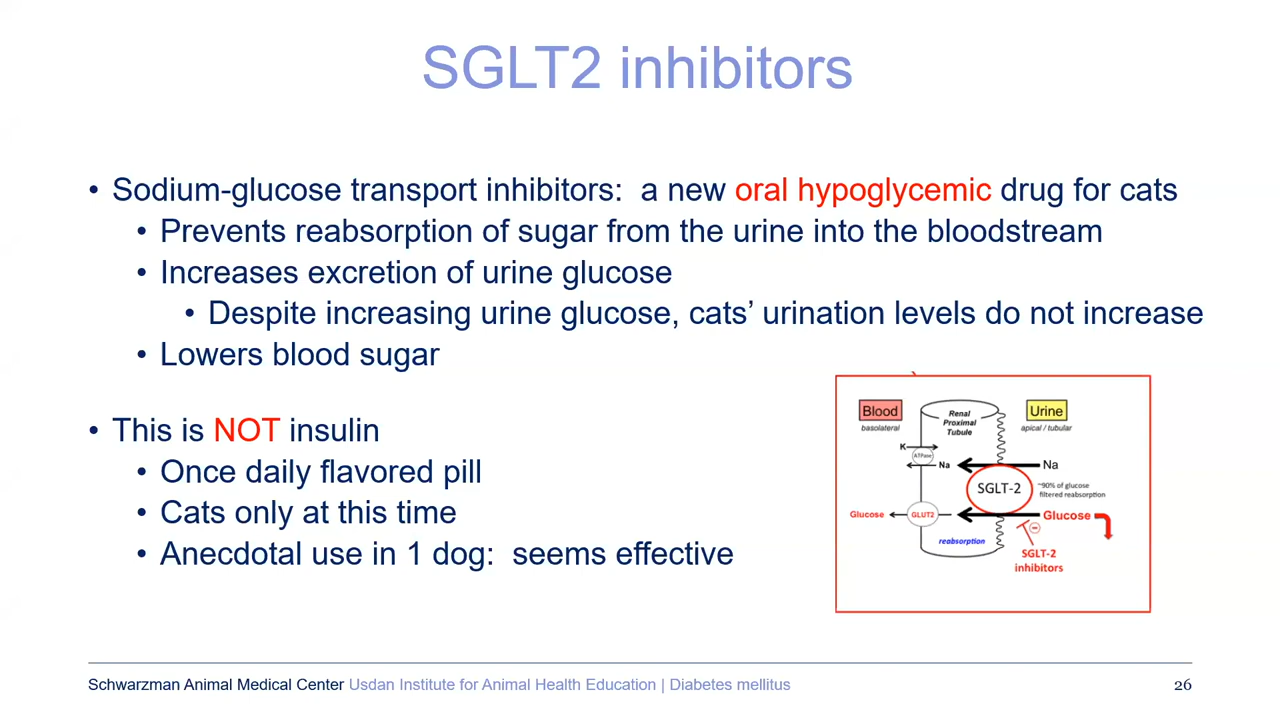 SGLT2 inhibitors
• Sodium-glucose transport inhibitors: a new oral hypoglycemic drug for cats
• Prevents reabsorption of sugar from the urine into the bloodstream
• Increases excretion of urine glucose
• Despite increasing urine glucose, cats’ urination levels do not increase
• Lowers blood sugar
• This is NOT insulin
• Once daily flavored pill
• Cats only at this time
• Anecdotal use in 1 dog: seems effective
Blood
basolateral
Renal
Proximal
Tubule
Urine
apical / tubular
K
ATPase
Na
Na
SGLT-2
~90% of glucose
filtered reabsorption
Glucose
GLUT2
Glucose
reabsorption
SGLT-2
inhibitors
Schwarzman Animal Medical Center Usdan Institute for Animal Health Education | Diabetes mellitus
26